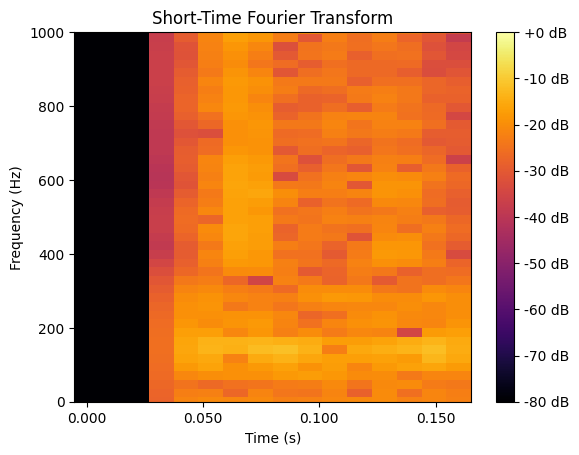 Short-Time Fourier Transform
1000
800
600
400
200
0
Frequency (Hz)
0.000
0.050
0.100
0.150
Time (s)
+0 dB
-10 dB
-20 dB
-30 dB
-40 dB
-50 dB
-60 dB
-70 dB
-80 dB